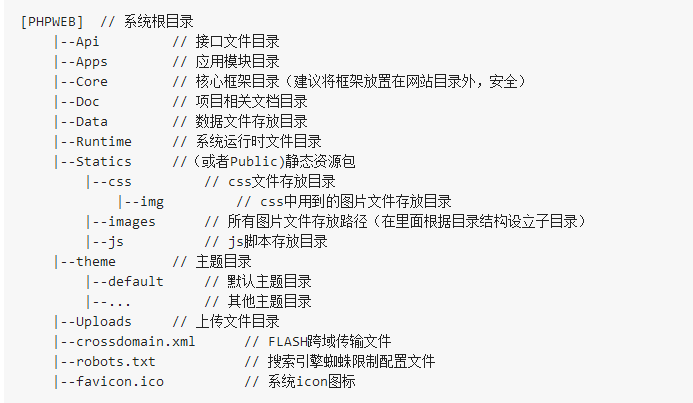 [PHPWEB]  // 系统根目录
    |--Api         // 接口文件目录
    |--Apps        // 应用模块目录
    |--Core        // 核心框架目录（建议将框架放置在网站目录外，安全）
    |--Doc         // 项目相关文档目录
    |--Data        // 数据文件存放目录
    |--Runtime     // 系统运行时文件目录
    |--Statics     //（或者Public)静态资源包
        |--css         // css文件存放目录
            |--img         // css中用到的图片文件存放目录
        |--images      // 所有图片文件存放路径（在里面根据目录结构设立子目录）
        |--js          // js脚本存放目录
    |--theme       // 主题目录
        |--default     // 默认主题目录
        |--...         // 其他主题目录
    |--Uploads     // 上传文件目录
    |--crossdomain.xml      // FLASH跨域传输文件
    |--robots.txt           // 搜索引擎蜘蛛限制配置文件
    |--favicon.ico          // 系统icon图标